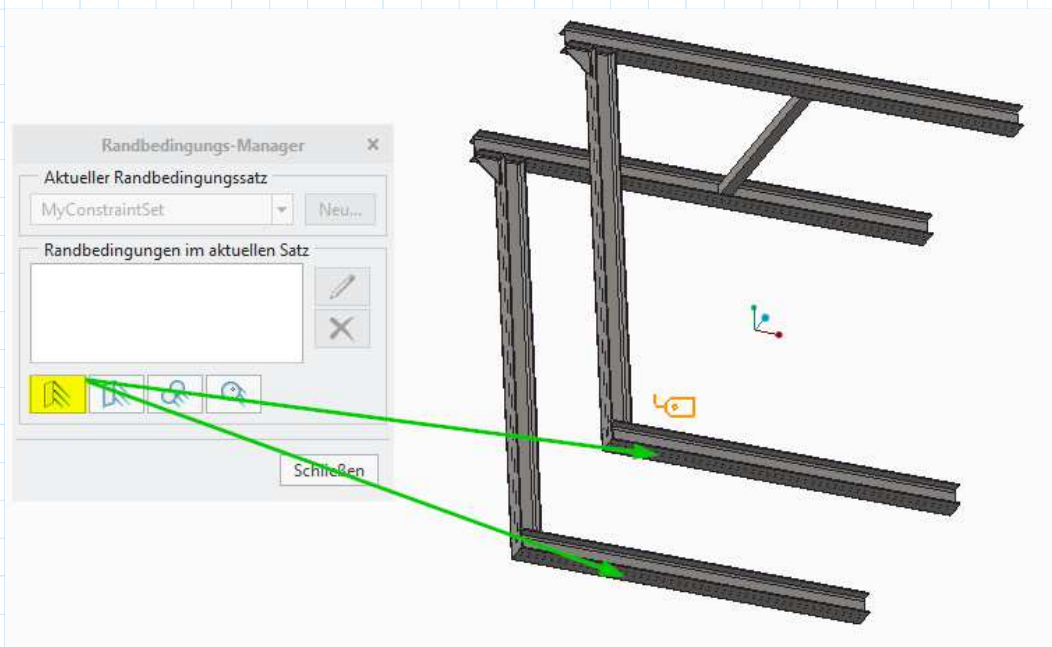 Randbedingungs-Manager
Aktueller Randbedingungssatz
MyConstraintSet
Neu...
Randbedingungen im aktuellen Satz
Schließen